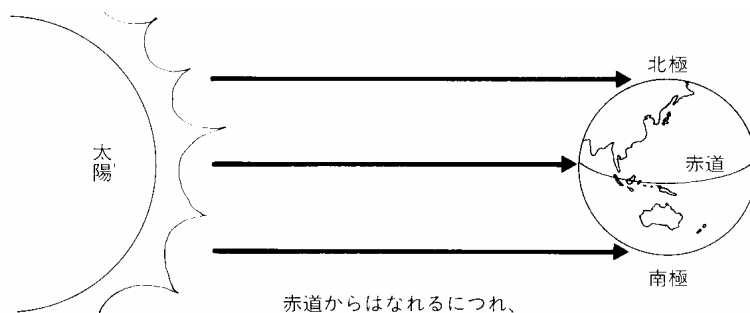 北極
太陽
赤道
南極
赤道からはなれるにつれ、